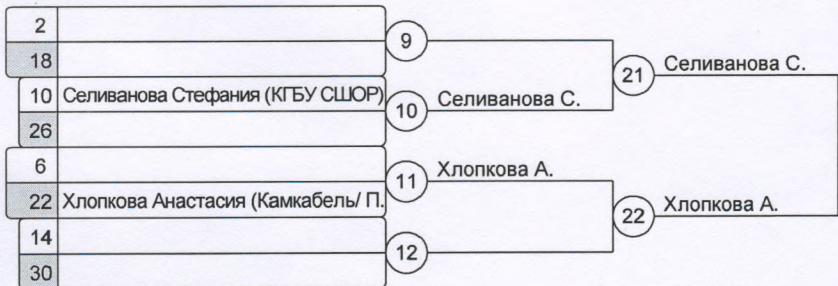 2
9
18
21 Селиванова С.
10 Селиванова Стефания (КГБУ СШОР)
10 Селиванова С.
26
6
11 Хлопкова А.
22 Хлопкова Анастасия (Камкабель/ П.
22 Хлопкова А.
14
12
30